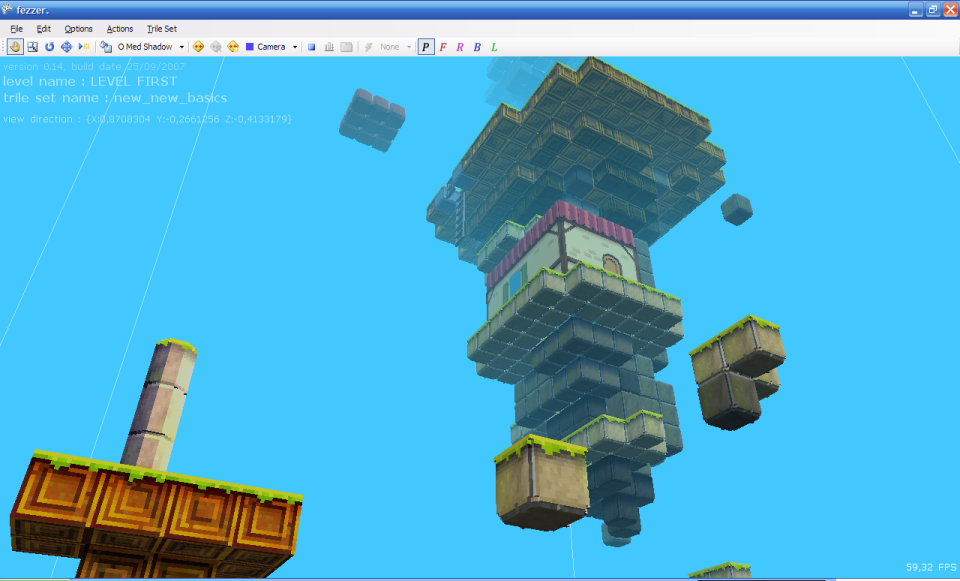 fezzer.
File Edit Options Actions Trile Set
O Med Shadow Camera None P F R B L
version 0.14, build date 25/09/2007
level name : LEVEL FIRST
trile set name : new_new_basics
view direction : {X:0,8708304 Y:-0,2661256 Z:-0,4133179}
59,32 FPS